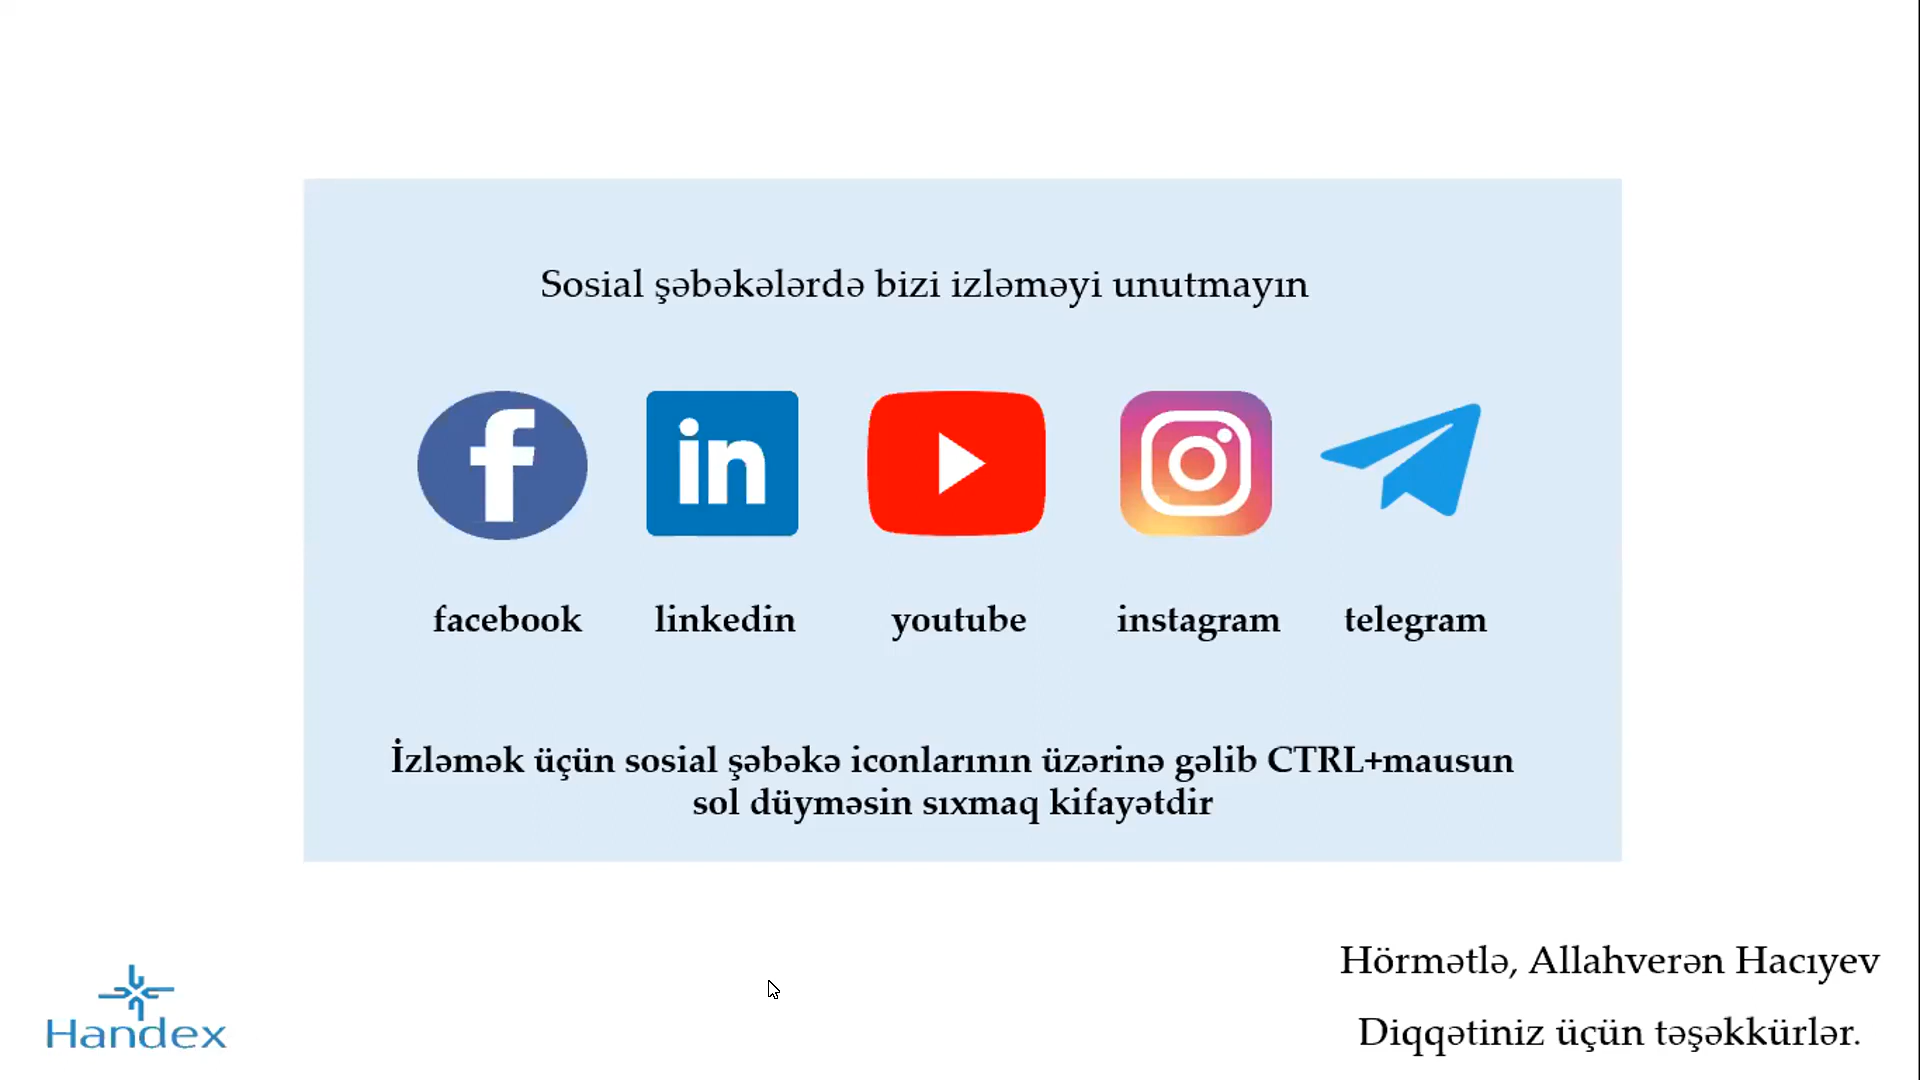 Sosial şəbəkələrdə bizi izləməyi unutmayın
facebook linkedin youtube instagram telegram
İzləmək üçün sosial şəbəkə iconlarının üzərinə gəlib CTRL+mausun
sol düyməsin sıxmaq kifayətdir
Hörmətlə, Allahverən Hacıyev
Diqqətiniz üçün təşəkkürlər.
Handex